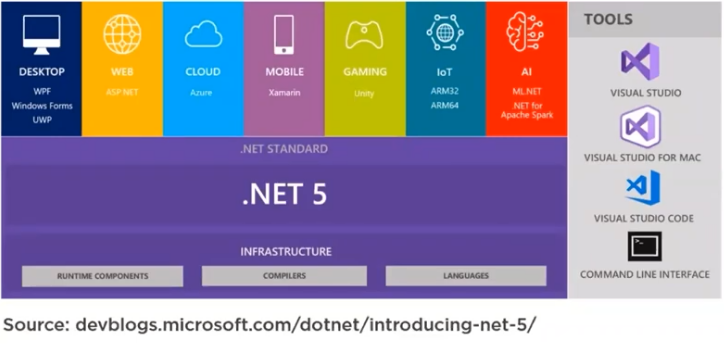 DESKTOP
WPF
Windows Forms
UWP
WEB
ASP.NET
CLOUD
Azure
MOBILE
Xamarin
GAMING
Unity
IoT
ARM32
ARM64
AI
ML.NET
.NET for
Apache Spark
.NET STANDARD
.NET 5
INFRASTRUCTURE
RUNTIME COMPONENTS
COMPILERS
LANGUAGES
TOOLS
VISUAL STUDIO
VISUAL STUDIO FOR MAC
VISUAL STUDIO CODE
COMMAND LINE INTERFACE
Source: devblogs.microsoft.com/dotnet/introducing-net-5/